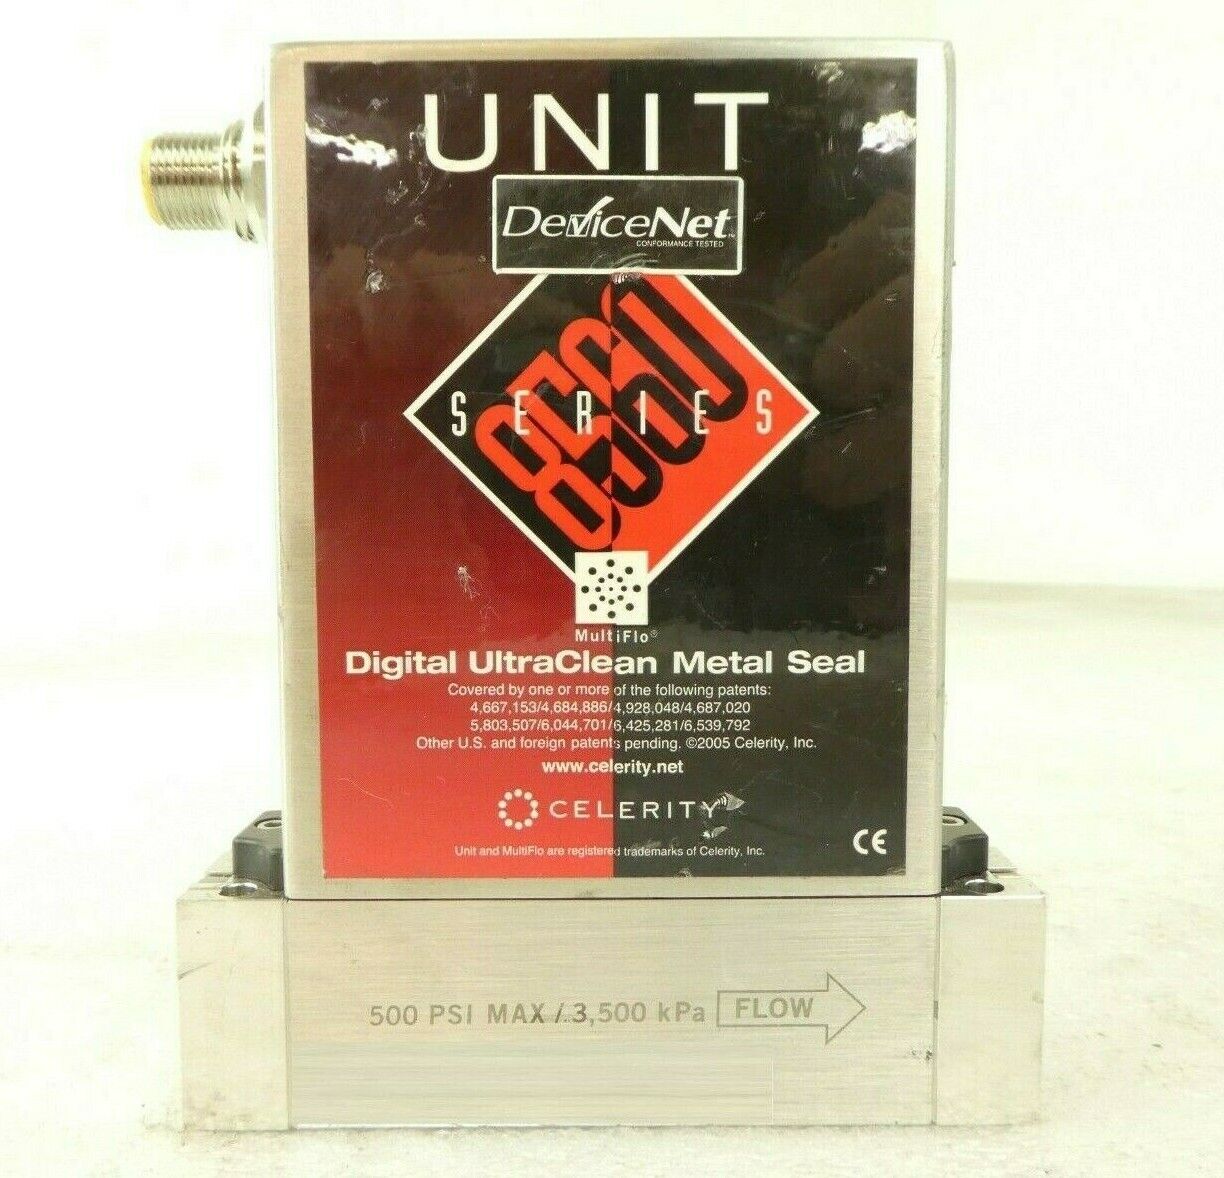 UNIT
DeviceNet™
CONFORMANCE TESTED
8560
SERIES
MultiFlo®
Digital UltraClean Metal Seal
Covered by one or more of the following patents:
4,667,153/4,684,886/4,928,048/4,687,020
5,803,507/6,044,701/6,425,281/6,539,792
Other U.S. and foreign patents pending. ©2005 Celerity, Inc.
www.celerity.net
CELERITY
Unit and MultiFlo are registered trademarks of Celerity, Inc.
CE
500 PSI MAX / 3,500 kPa FLOW